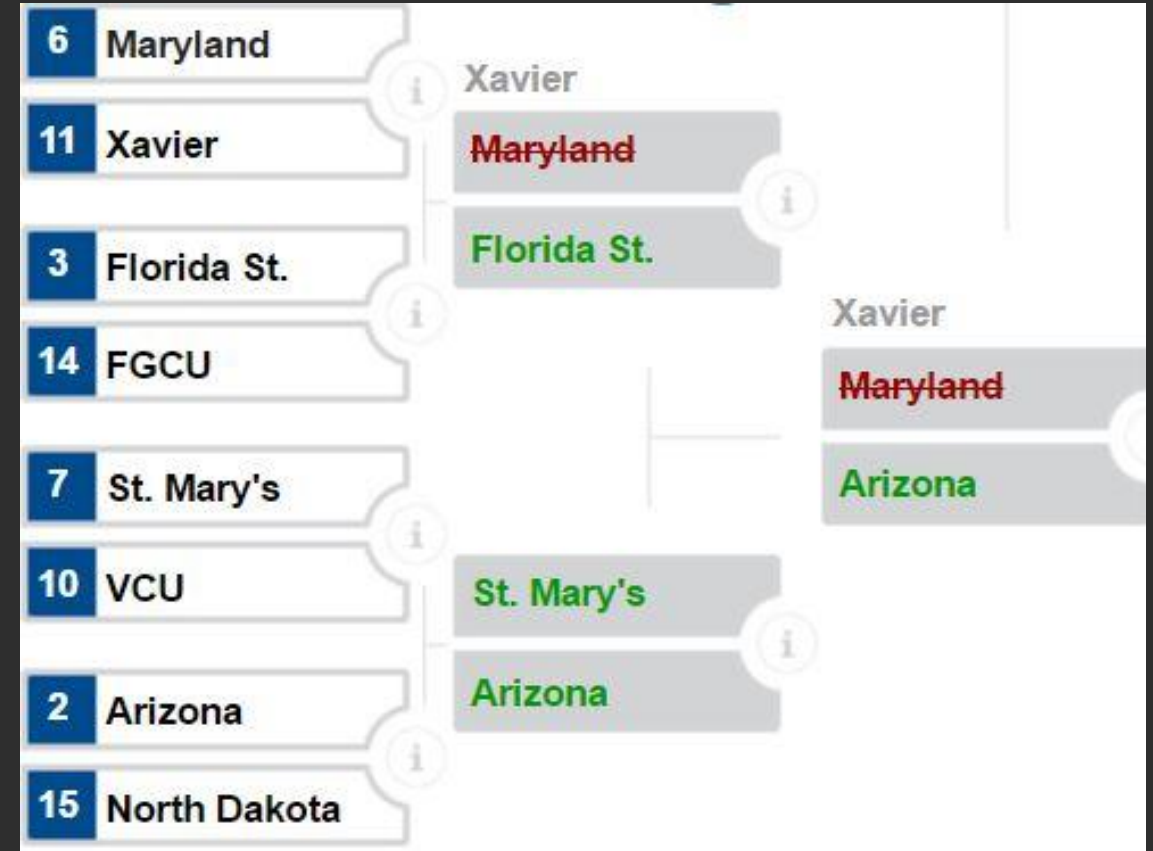 6 Maryland
11 Xavier
3 Florida St.
14 FGCU
7 St. Mary's
10 VCU
2 Arizona
15 North Dakota
Xavier
Maryland
Florida St.
St. Mary's
Arizona
Xavier
Maryland
Arizona
i
i
i
i
i
i